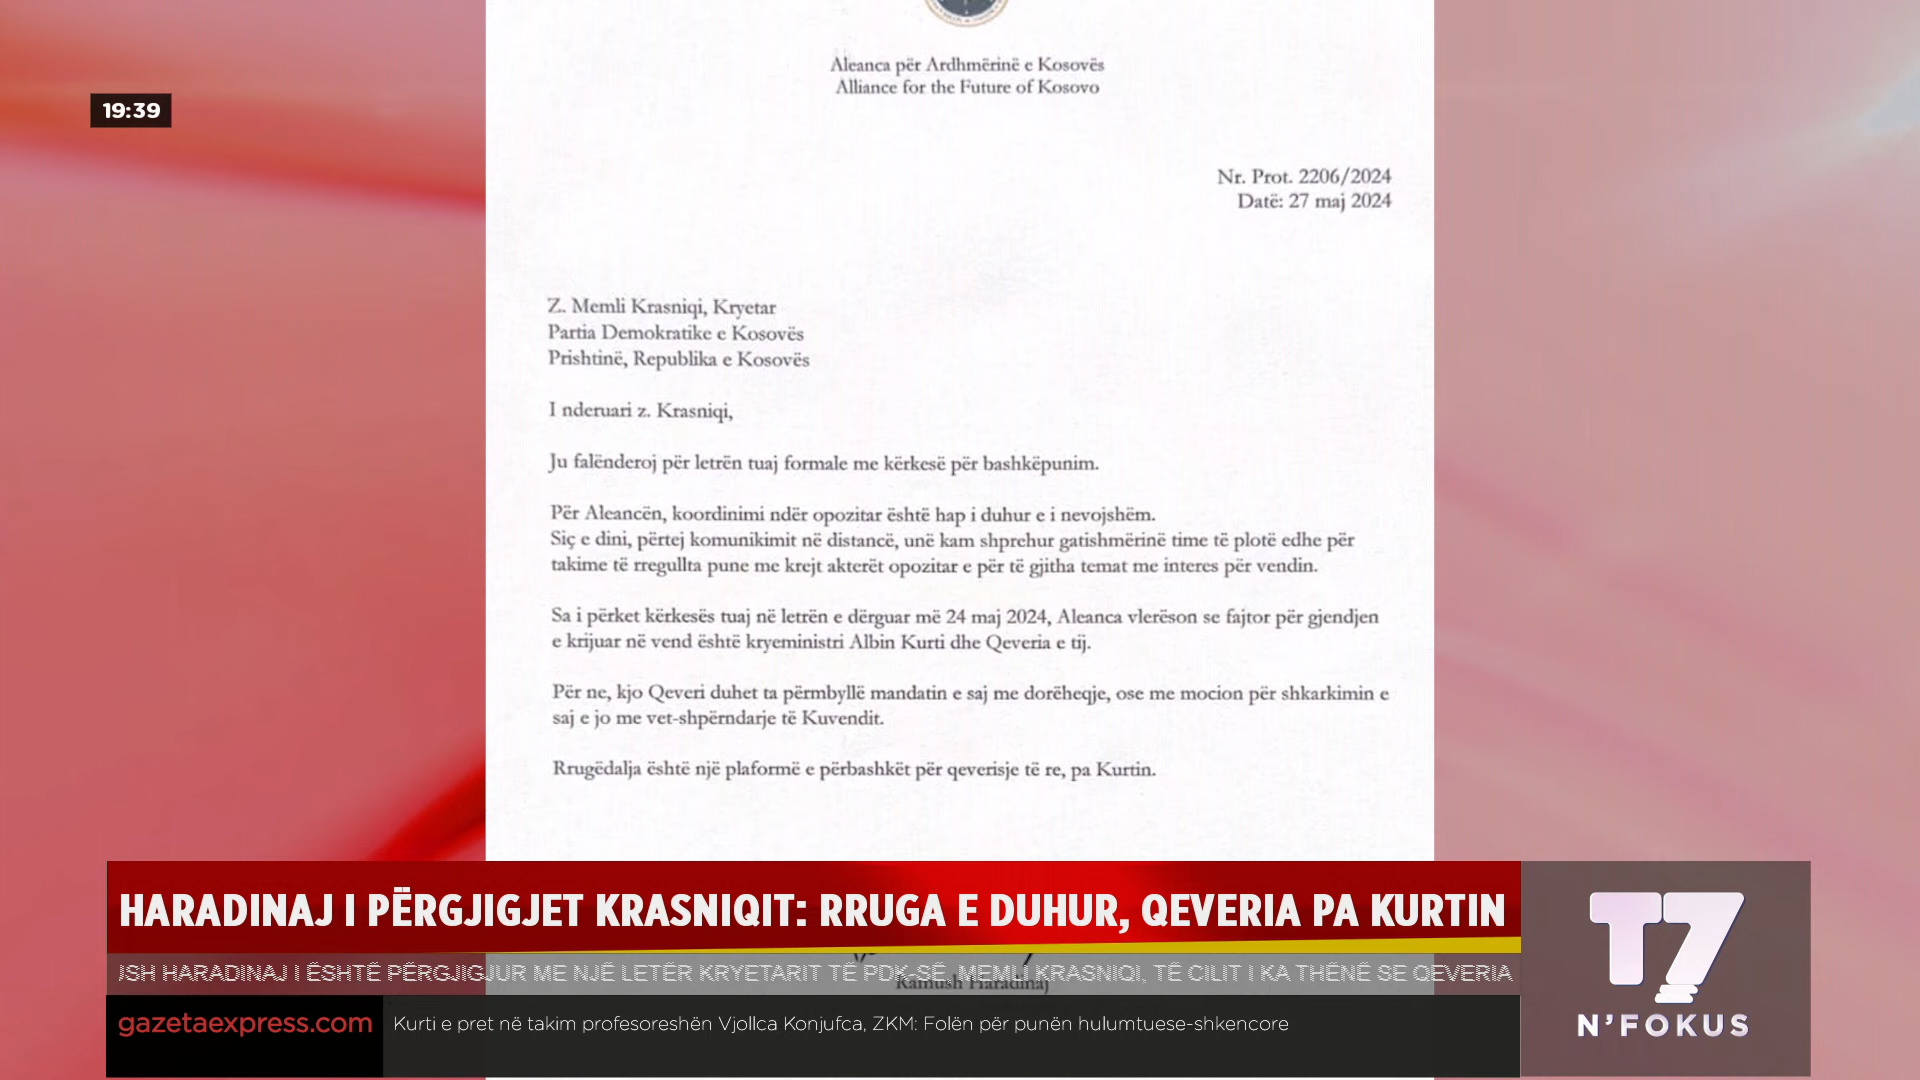 Aleanca për Ardhmërinë e Kosovës
Alliance for the Future of Kosovo
19:39
Nr. Prot. 2206/2024
Datë: 27 maj 2024
Z. Memli Krasniqi, Kryetar
Partia Demokratike e Kosovës
Prishtinë, Republika e Kosovës
I nderuari z. Krasniqi,
Ju falënderoj për letrën tuaj formale me kërkesë për bashkëpunim.
Për Aleancën, koordinimi ndër opozitar është hap i duhur e i nevojshëm.
Siç e dini, përtej komunikimit në distancë, unë kam shprehur gatishmërinë time të plotë edhe për
takime të rregullta pune me krejt akterët opozitar e për të gjitha temat me interes për vendin.
Sa i përket kërkesës tuaj në letrën e dërguar më 24 maj 2024, Aleanca vlerëson se fajtor për gjendjen
e krijuar në vend është kryeministri Albin Kurti dhe Qeveria e tij.
Për ne, kjo Qeveri duhet ta përmbyllë mandatin e saj me dorëheqje, ose me mocion për shkarkimin e
saj e jo me vet-shpërndarje të Kuvendit.
Rrugëdalja është një plaformë e përbashkët për qeverisje të re, pa Kurtin.
HARADINAJ I PËRGJIGJET KRASNIQIT: RRUGA E DUHUR, QEVERIA PA KURTIN
USH HARADINAJ I ËSHTË PËRGJIGJUR ME NJË LETËR KRYETARIT TË PDK-SË, MEMLI KRASNIQI, TË CILIT I KA THËNË SE QEVERIA
Ramush Haradinaj
gazetaexpress.com
Kurti e pret në takim profesoreshën Vjollca Konjufca, ZKM: Folën për punën hulumtuese-shkencore
T7
N'FOKUS